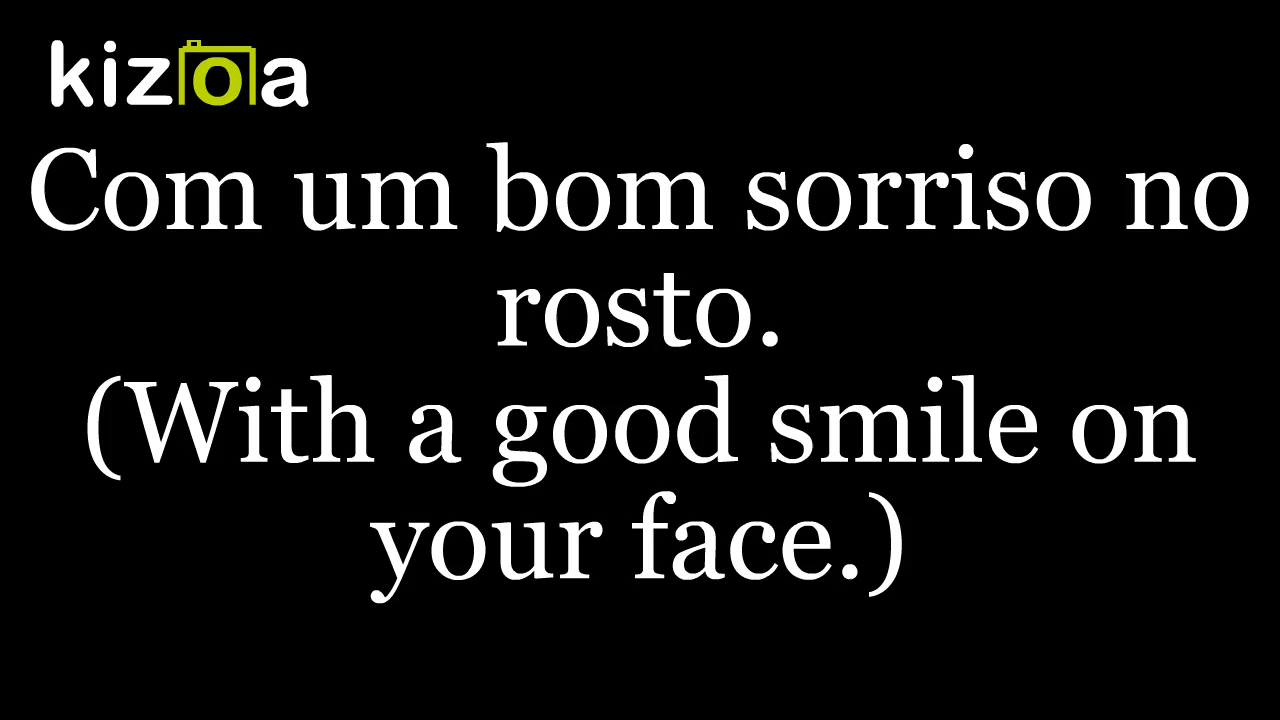 kizoa
Com um bom sorriso no
rosto.
(With a good smile on
your face.)